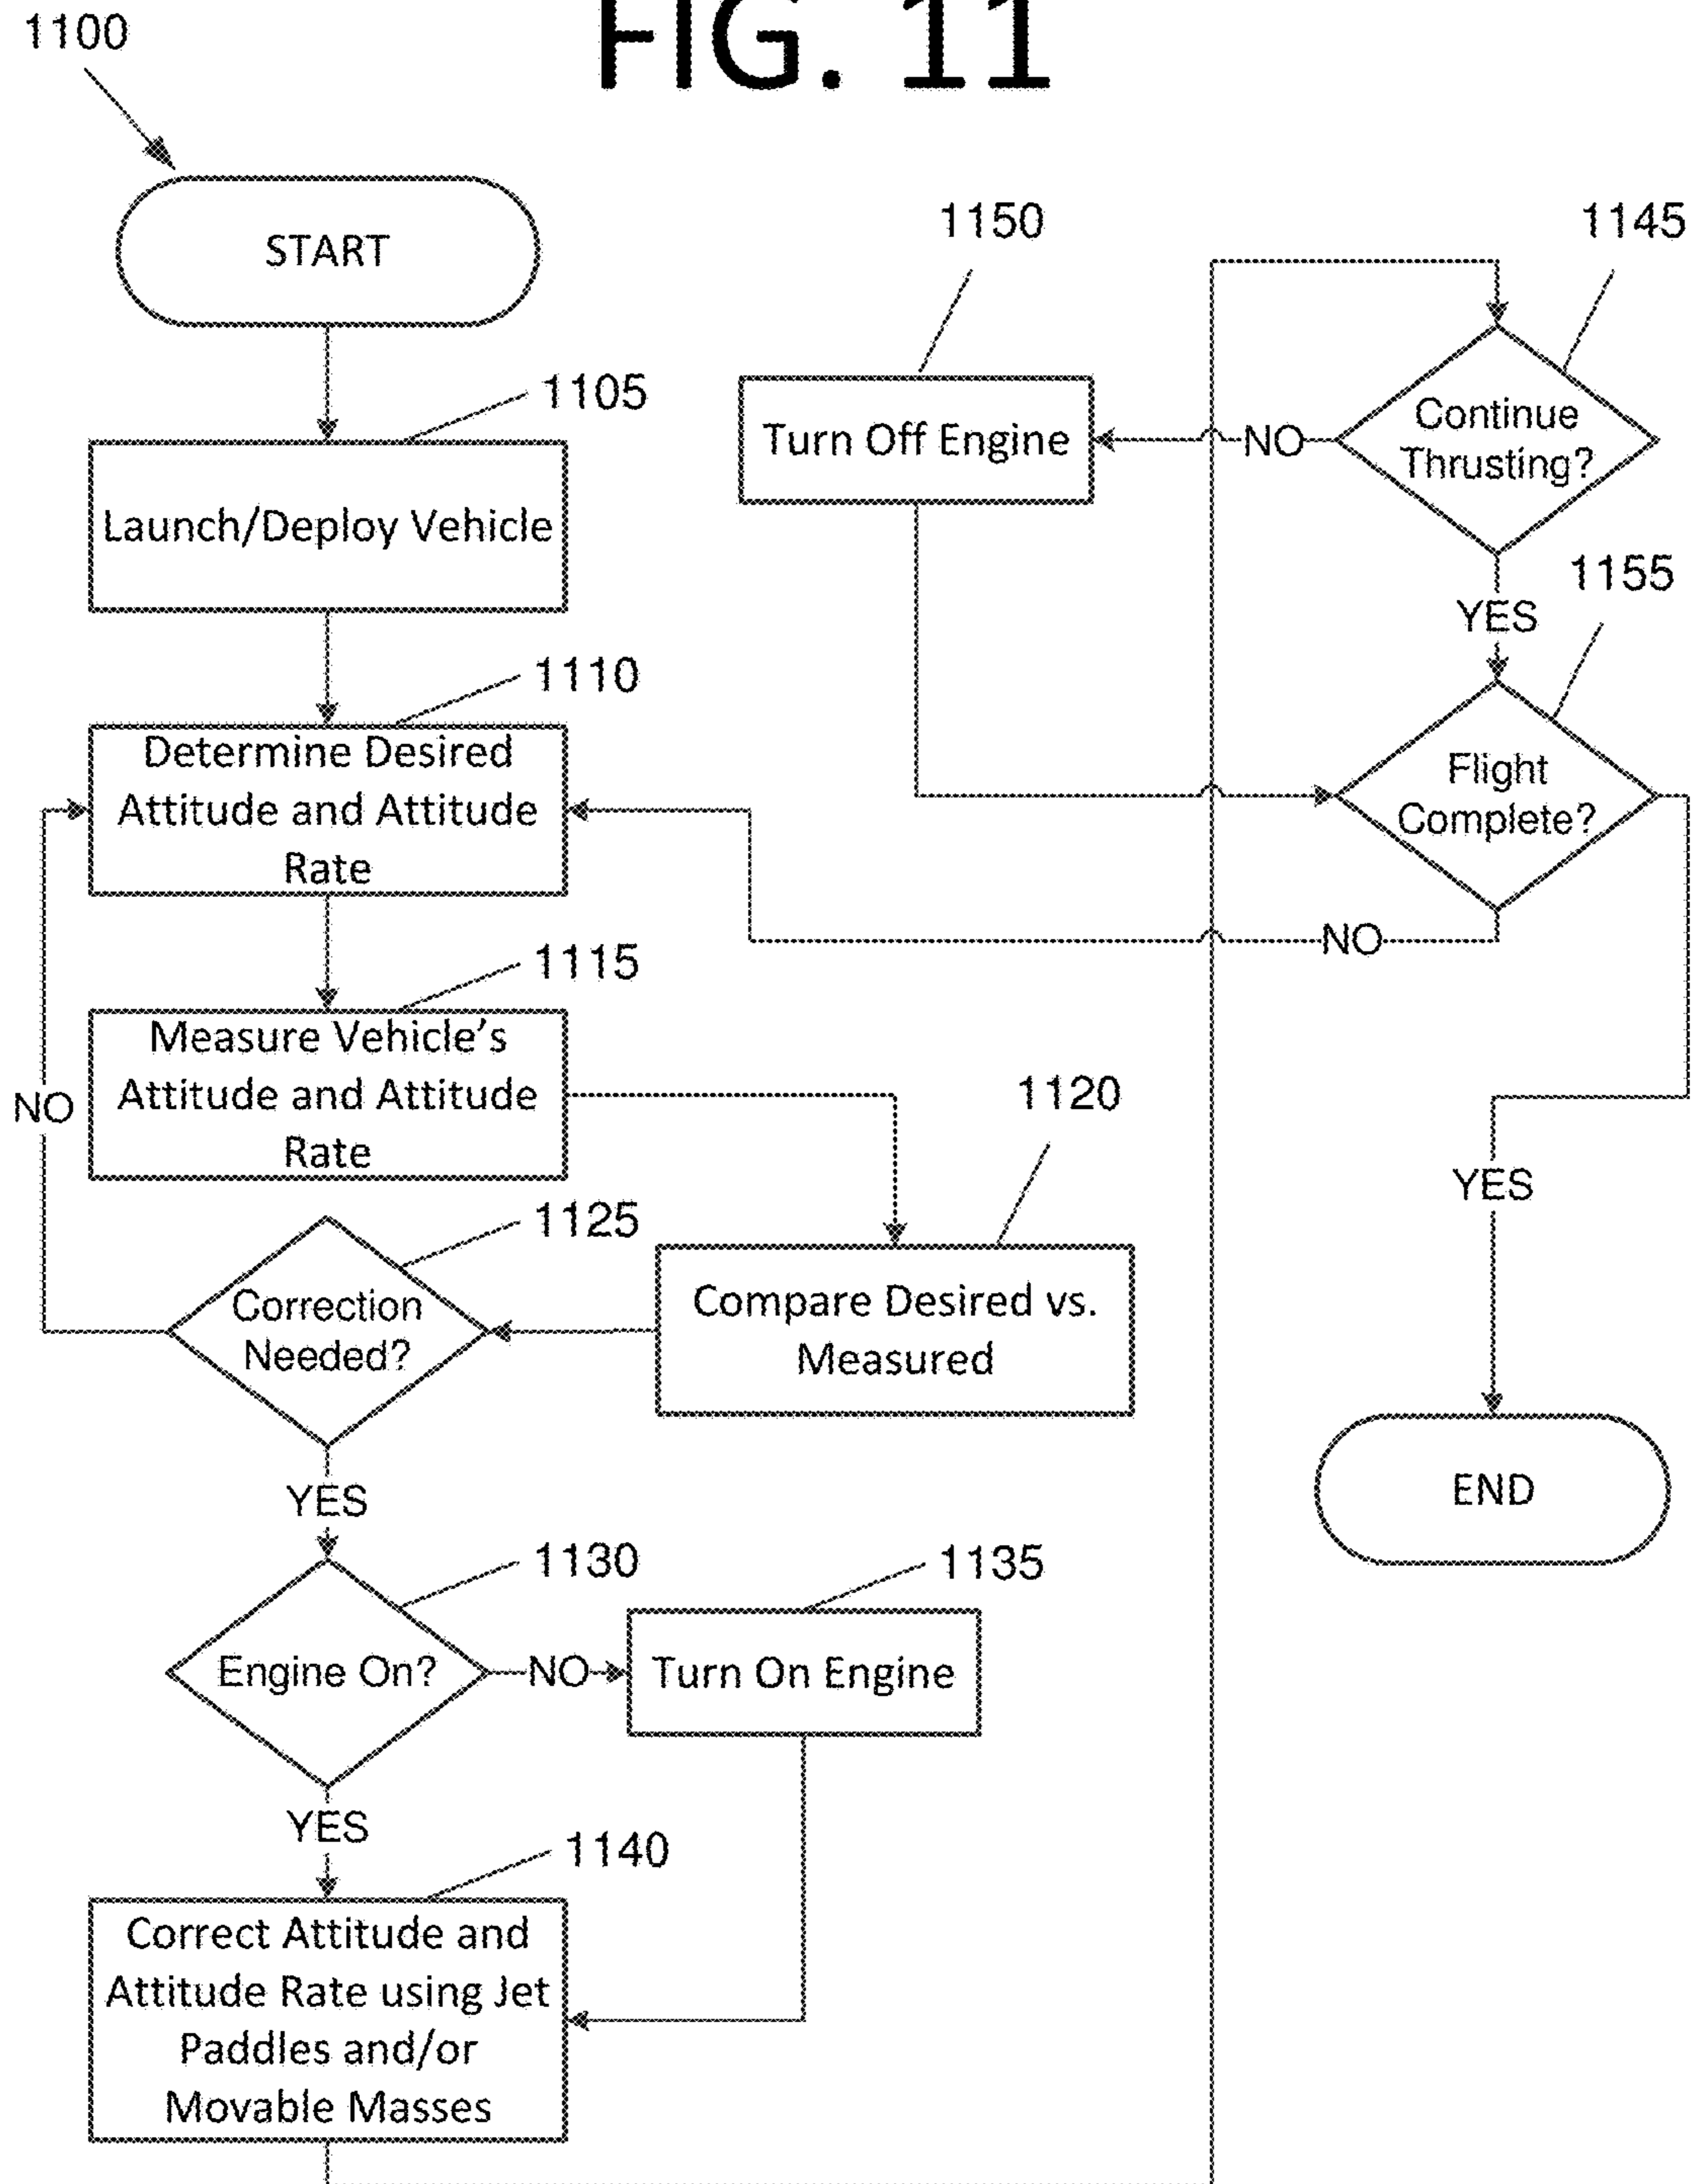 FIG. 11
1100
START
1105
Launch/Deploy Vehicle
1110
Determine Desired
Attitude and Attitude
Rate
1115
Measure Vehicle's
Attitude and Attitude
Rate
1120
Compare Desired vs.
Measured
1125
Correction
Needed?
NO
YES
1130
Engine On?
NO
1135
Turn On Engine
YES
1140
Correct Attitude and
Attitude Rate using Jet
Paddles and/or
Movable Masses
1145
Continue
Thrusting?
NO
1150
Turn Off Engine
YES
1155
Flight
Complete?
NO
YES
END